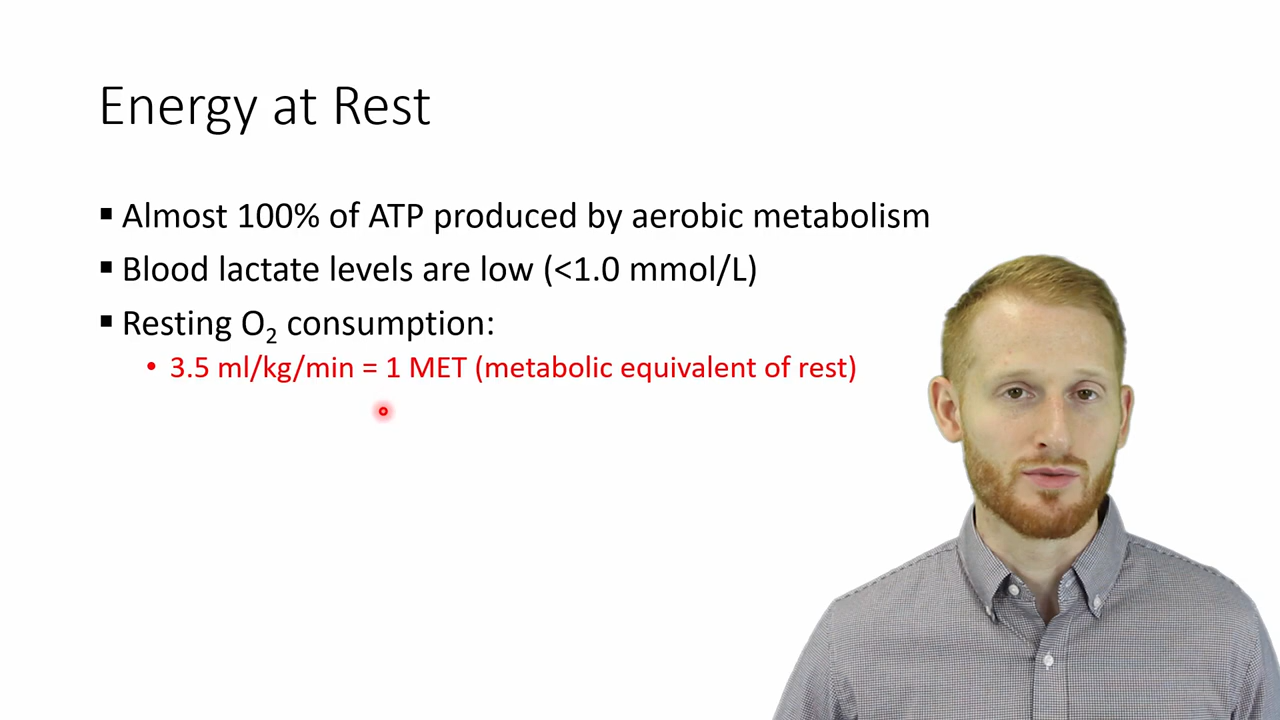 Energy at Rest
▪ Almost 100% of ATP produced by aerobic metabolism
▪ Blood lactate levels are low (<1.0 mmol/L)
▪ Resting O₂ consumption:
• 3.5 ml/kg/min = 1 MET (metabolic equivalent of rest)